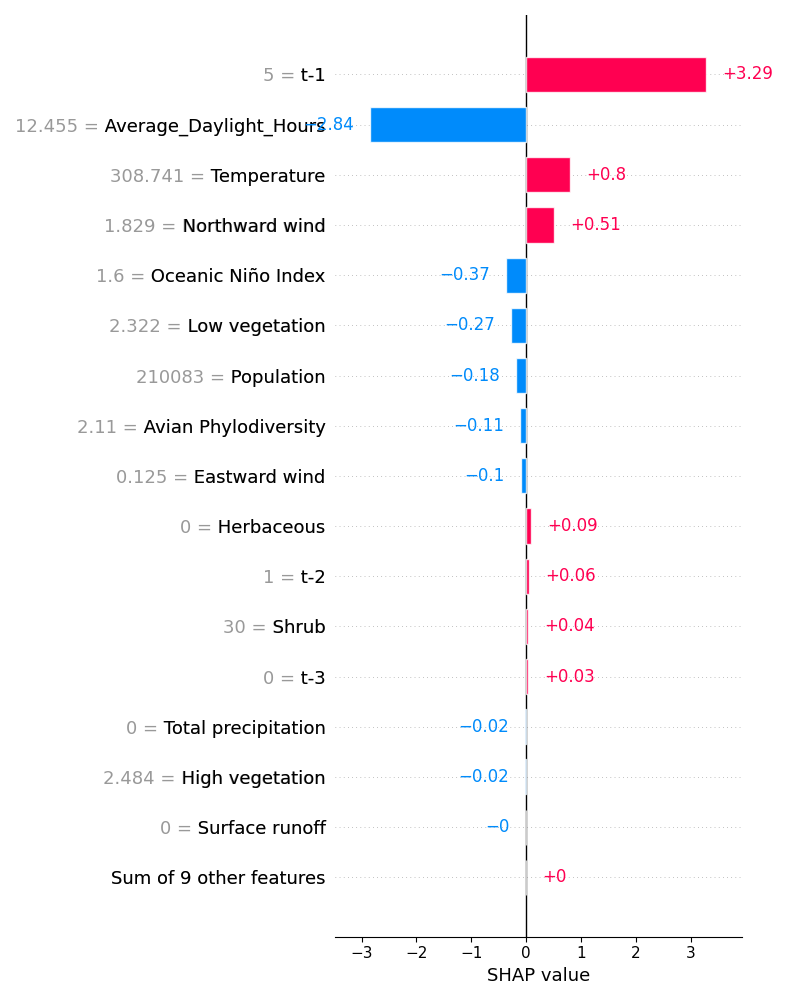 5 = t-1 +3.29
12.455 = Average_Daylight_Hours −2.84
308.741 = Temperature +0.8
1.829 = Northward wind +0.51
1.6 = Oceanic Niño Index −0.37
2.322 = Low vegetation −0.27
210083 = Population −0.18
2.11 = Avian Phylodiversity −0.11
0.125 = Eastward wind −0.1
0 = Herbaceous +0.09
1 = t-2 +0.06
30 = Shrub +0.04
0 = t-3 +0.03
0 = Total precipitation −0.02
2.484 = High vegetation −0.02
0 = Surface runoff −0
Sum of 9 other features +0
−3 −2 −1 0 1 2 3
SHAP value